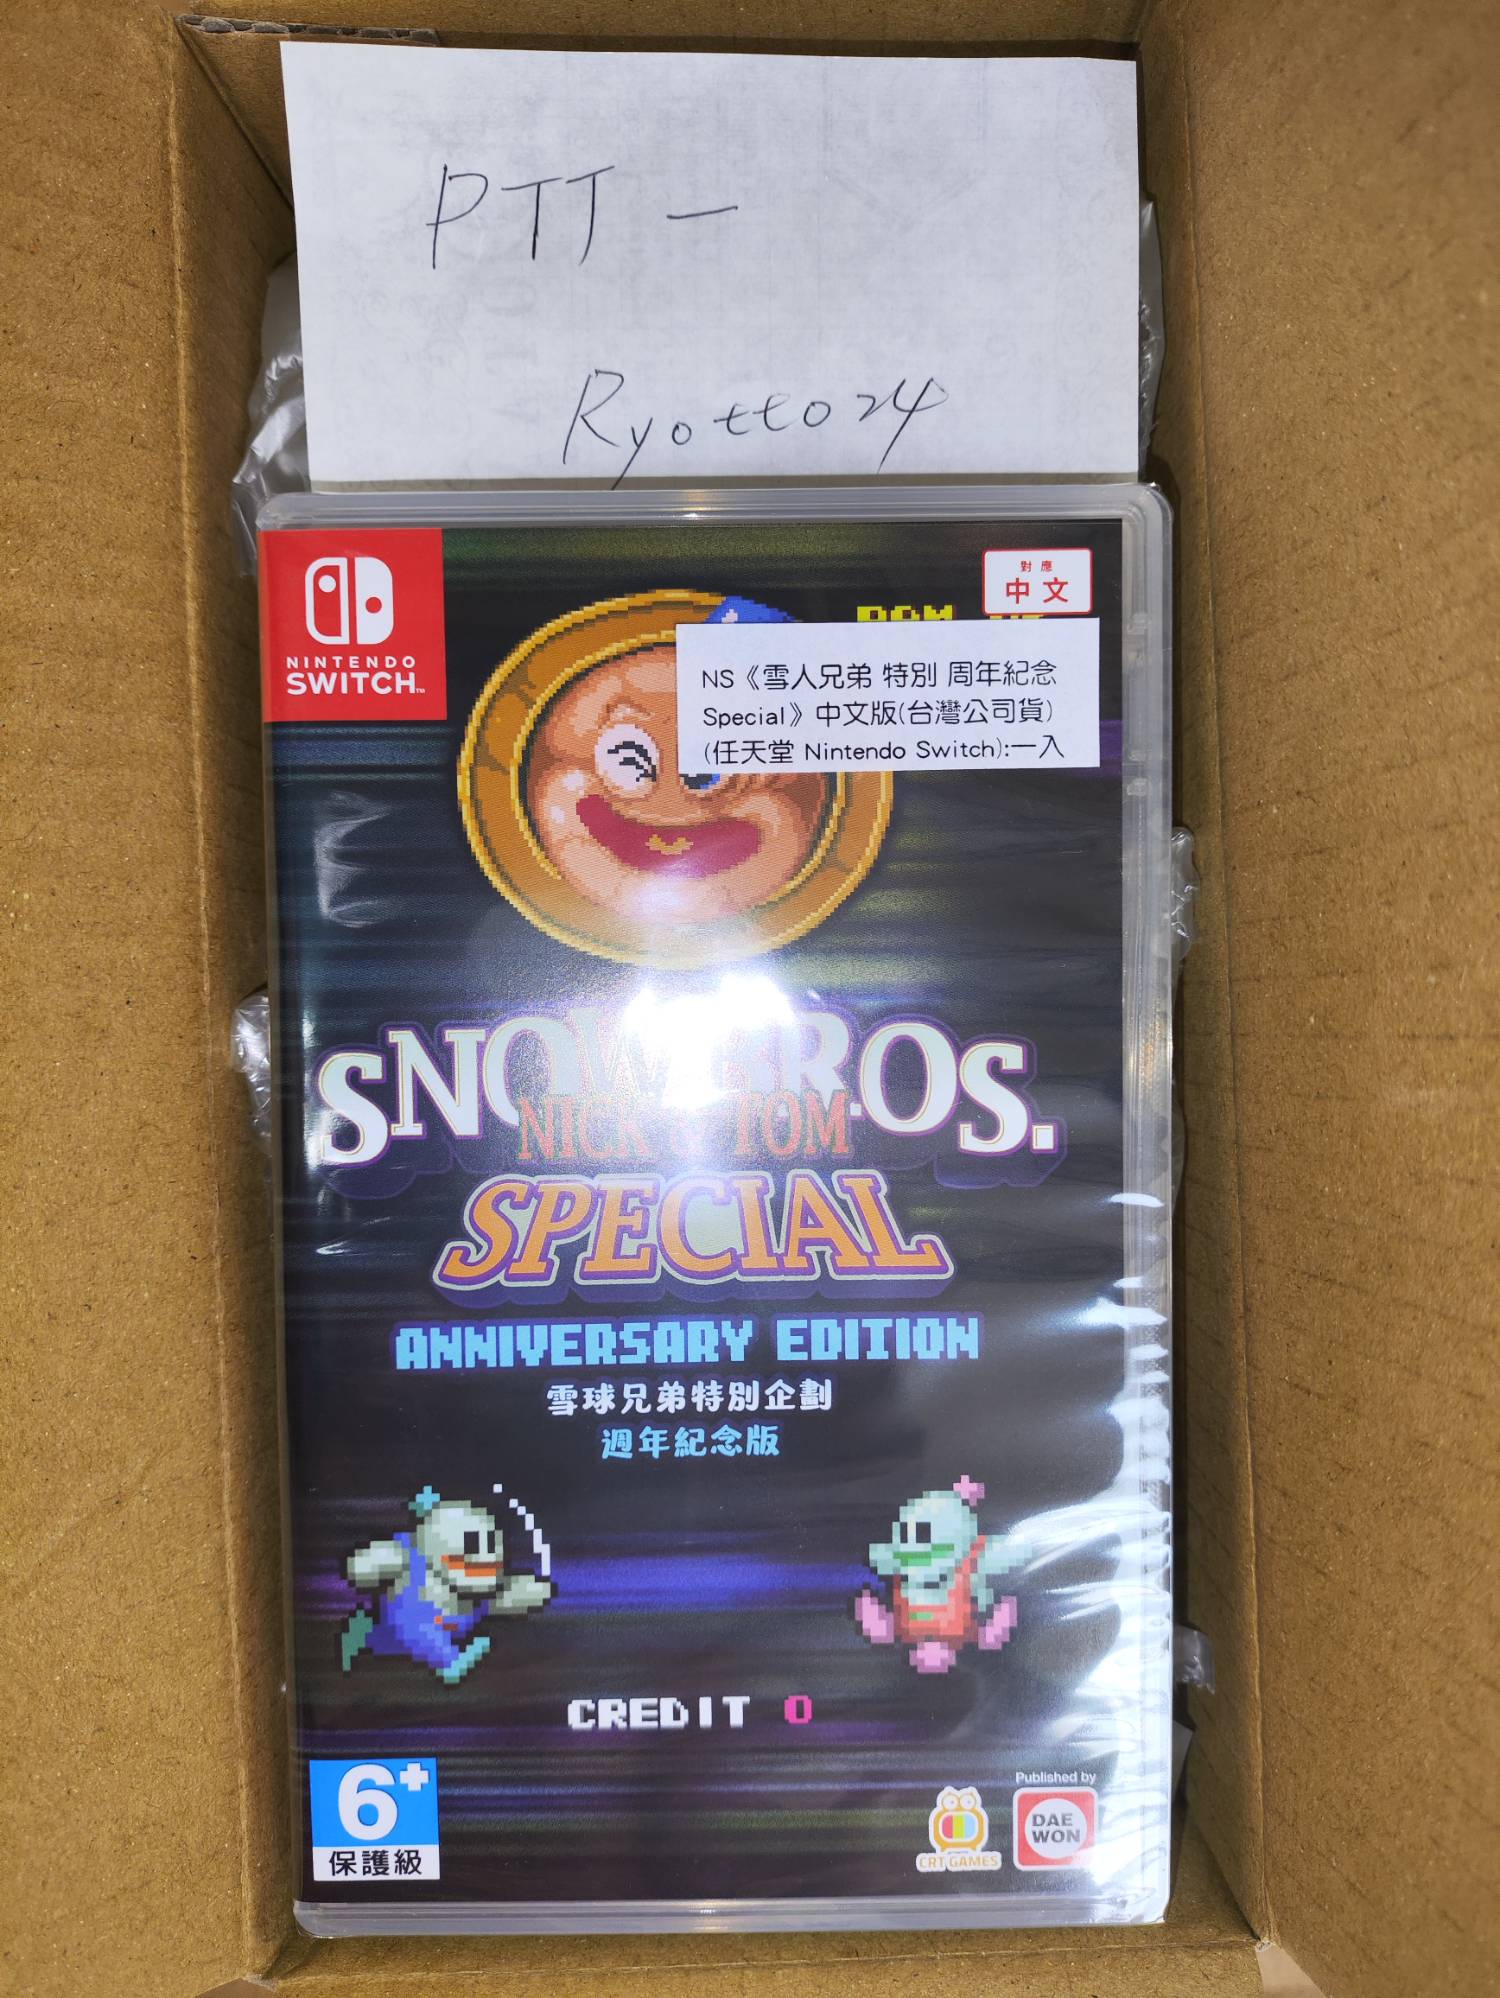 PTT -
Ryotto24
NINTENDO
SWITCH™
對應
中文
NS《雪人兄弟 特別 周年紀念
Special》中文版(台灣公司貨)
(任天堂 Nintendo Switch):一入
SNOW BROS.
NICK & TOM
SPECIAL
ANNIVERSARY EDITION
雪球兄弟特別企劃
週年紀念版
CREDIT 0
6+
保護級
CRT GAMES
Published by
DAE
WON